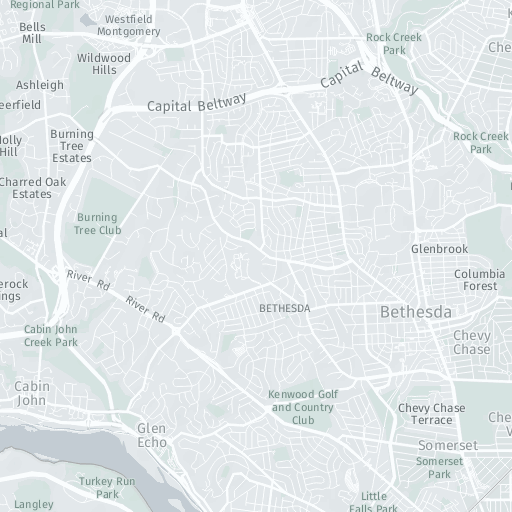 Regional Park
Westfield
Montgomery
Bells
Mill
Rock Creek
Park
Wildwood
Hills
Capital Beltway
Ashleigh
Capital Beltway
Burning
Tree
Estates
Rock Creek
Park
Charred Oak
Estates
Burning
Tree Club
Glenbrook
River Rd
Columbia
Forest
River Rd
BETHESDA
Bethesda
Cabin John
Creek Park
Chevy
Chase
Cabin
John
Kenwood Golf
and Country
Club
Chevy Chase
Terrace
Glen
Echo
Somerset
Somerset
Park
Turkey Run
Park
Langley
Little
Falls Park